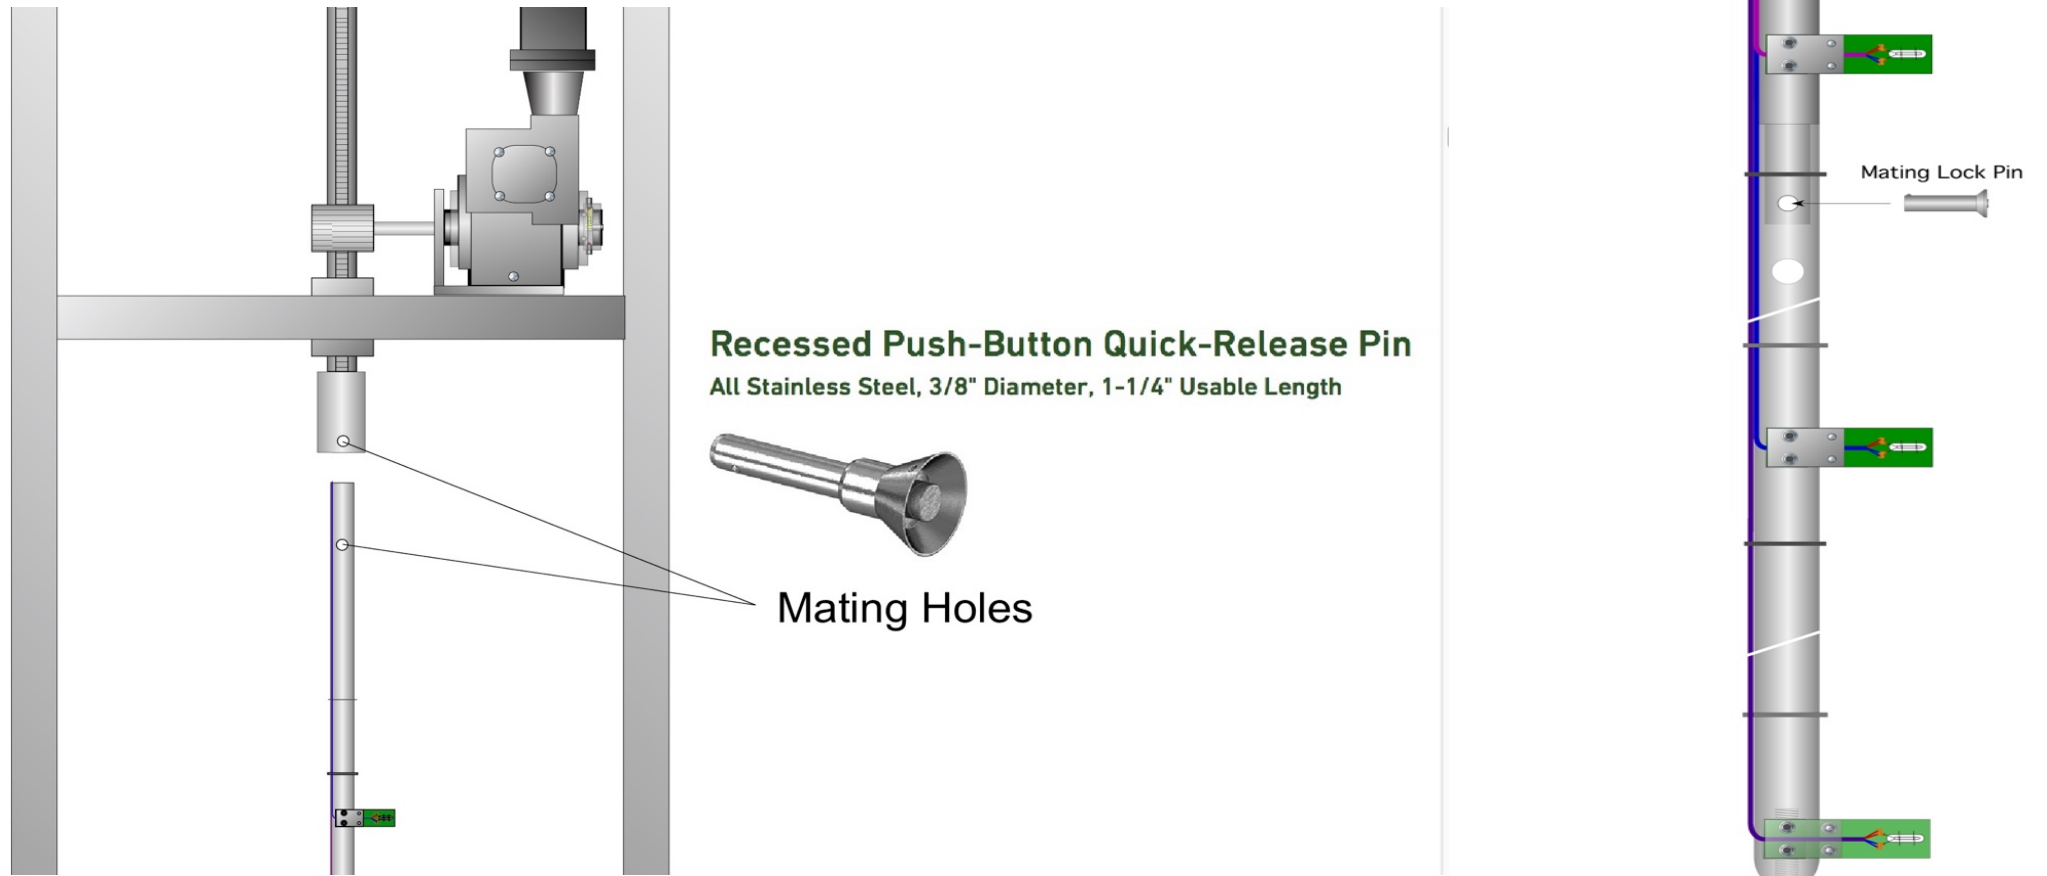 Recessed Push-Button Quick-Release Pin
All Stainless Steel, 3/8" Diameter, 1-1/4" Usable Length
Mating Holes
Mating Lock Pin